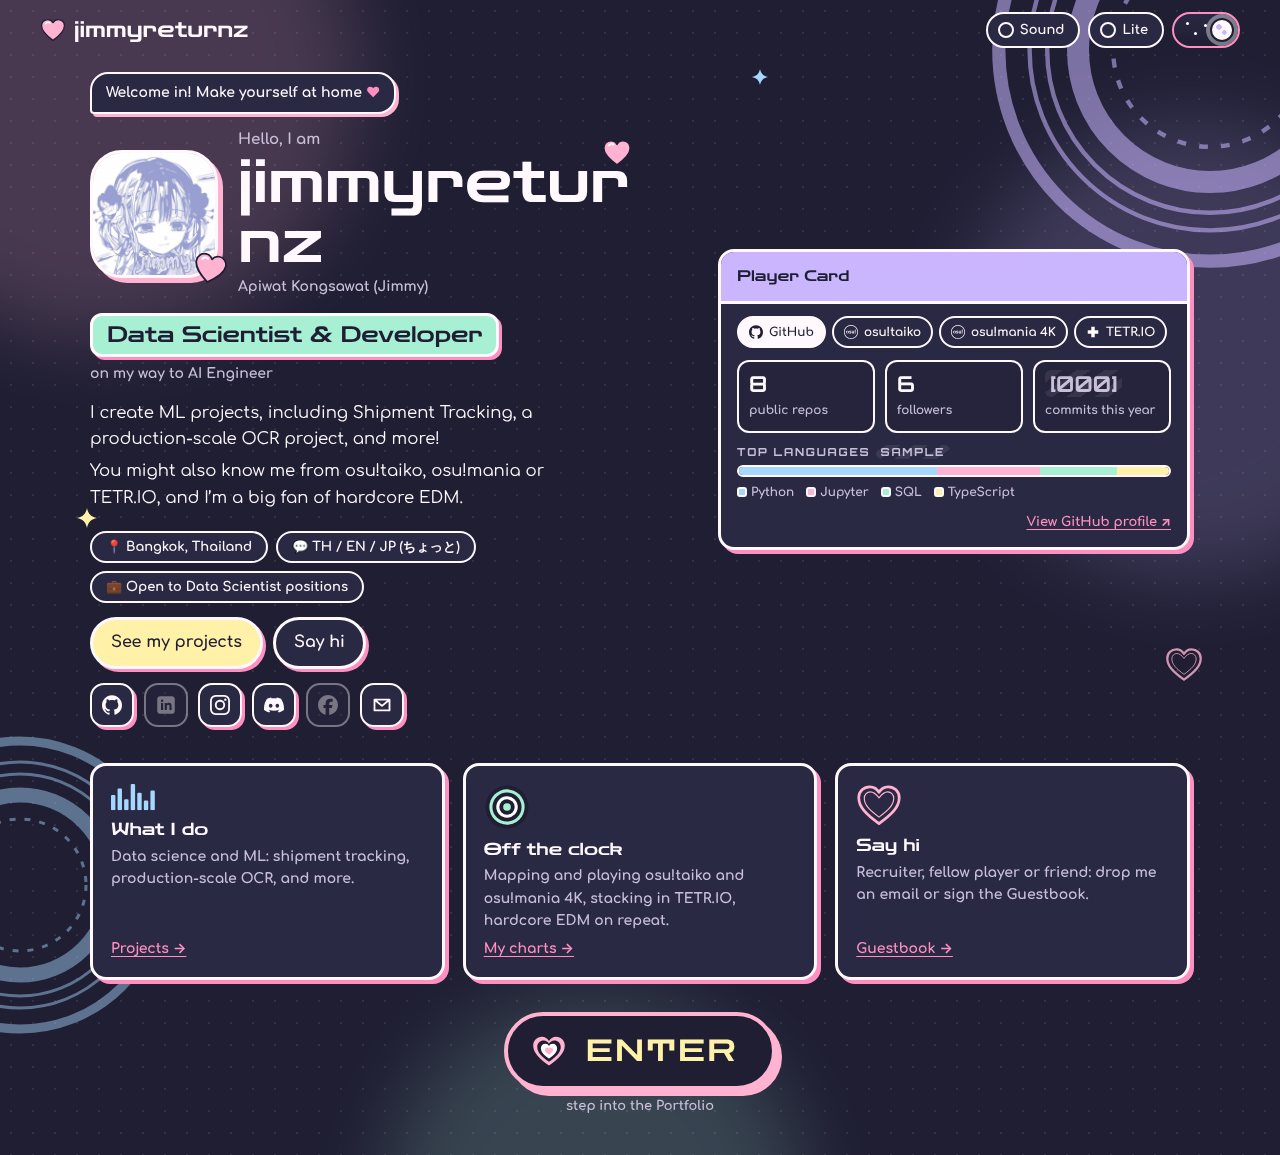 jimmyreturnz
Sound
Lite
Welcome in! Make yourself at home
Hello, I am
jimmyretur
nz
Jimmy
Apiwat Kongsawat (Jimmy)
Data Scientist & Developer
on my way to AI Engineer
I create ML projects, including Shipment Tracking, a
production-scale OCR project, and more!
You might also know me from osu!taiko, osu!mania or
TETR.IO, and I'm a big fan of hardcore EDM.
Bangkok, Thailand
TH / EN / JP (ちょっと)
Open to Data Scientist positions
See my projects
Say hi
Player Card
GitHub
osu!taiko
osu!mania 4K
TETR.IO
8
public repos
6
followers
[000]
commits this year
TOP LANGUAGES SAMPLE
Python
Jupyter
SQL
TypeScript
View GitHub profile ↗
What I do
Data science and ML: shipment tracking,
production-scale OCR, and more.
Projects →
Off the clock
Mapping and playing osu!taiko and
osu!mania 4K, stacking in TETR.IO,
hardcore EDM on repeat.
My charts →
Say hi
Recruiter, fellow player or friend: drop me
an email or sign the Guestbook.
Guestbook →
ENTER
step into the Portfolio